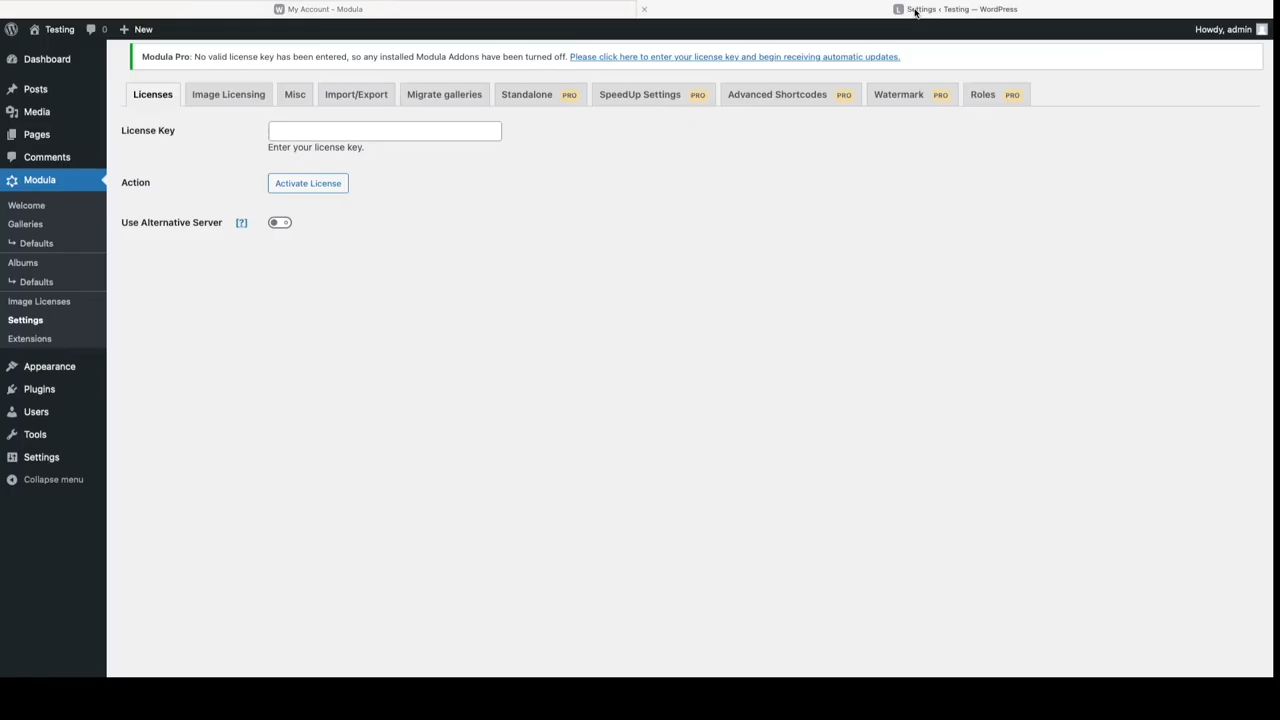 My Account - Modula
Settings ‹ Testing — WordPress
Testing 0 New
Howdy, admin
Dashboard
Posts
Media
Pages
Comments
Modula
Welcome
Galleries
↳ Defaults
Albums
↳ Defaults
Image Licenses
Settings
Extensions
Appearance
Plugins
Users
Tools
Settings
Collapse menu
Modula Pro: No valid license key has been entered, so any installed Modula Addons have been turned off. Please click here to enter your license key and begin receiving automatic updates.
Licenses Image Licensing Misc Import/Export Migrate galleries Standalone PRO SpeedUp Settings PRO Advanced Shortcodes PRO Watermark PRO Roles PRO
License Key
Enter your license key.
Action Activate License
Use Alternative Server [?]